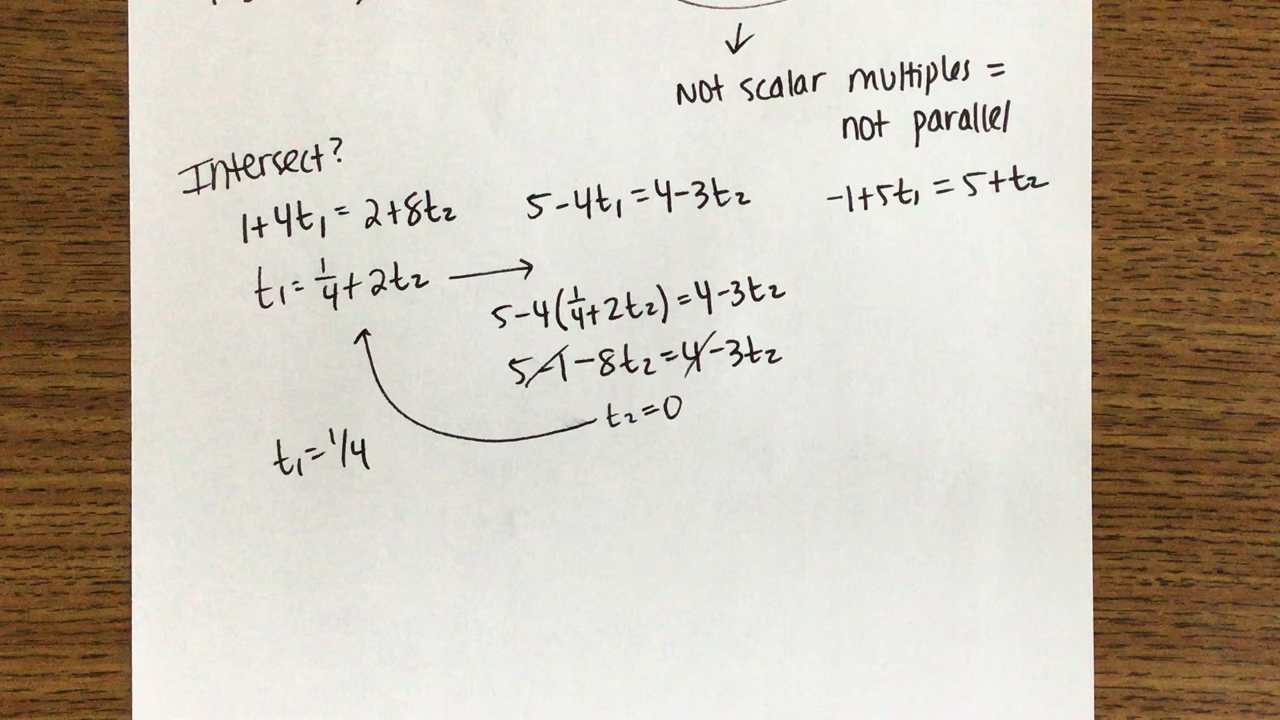 Not scalar multiples =
not parallel
Intersect?
1+4t₁ = 2+8t₂
5-4t₁ = 4-3t₂
-1+5t₁ = 5+t₂
t₁ = 1/4 + 2t₂ →
5-4(1/4+2t₂) = 4-3t₂
5-1-8t₂ = 4-3t₂
t₂ = 0
t₁ = 1/4